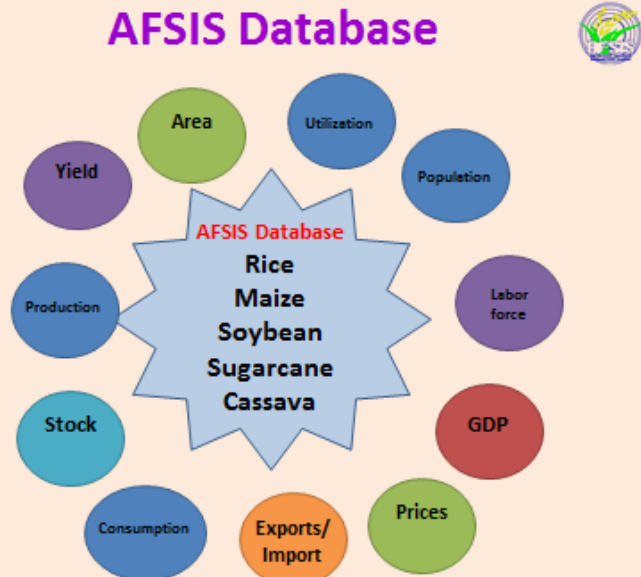 AFSIS Database
Area
Utilization
Yield
Population
AFSIS Database
Rice
Maize
Soybean
Sugarcane
Cassava
Production
Labor
force
Stock
GDP
Consumption
Exports/
Import
Prices